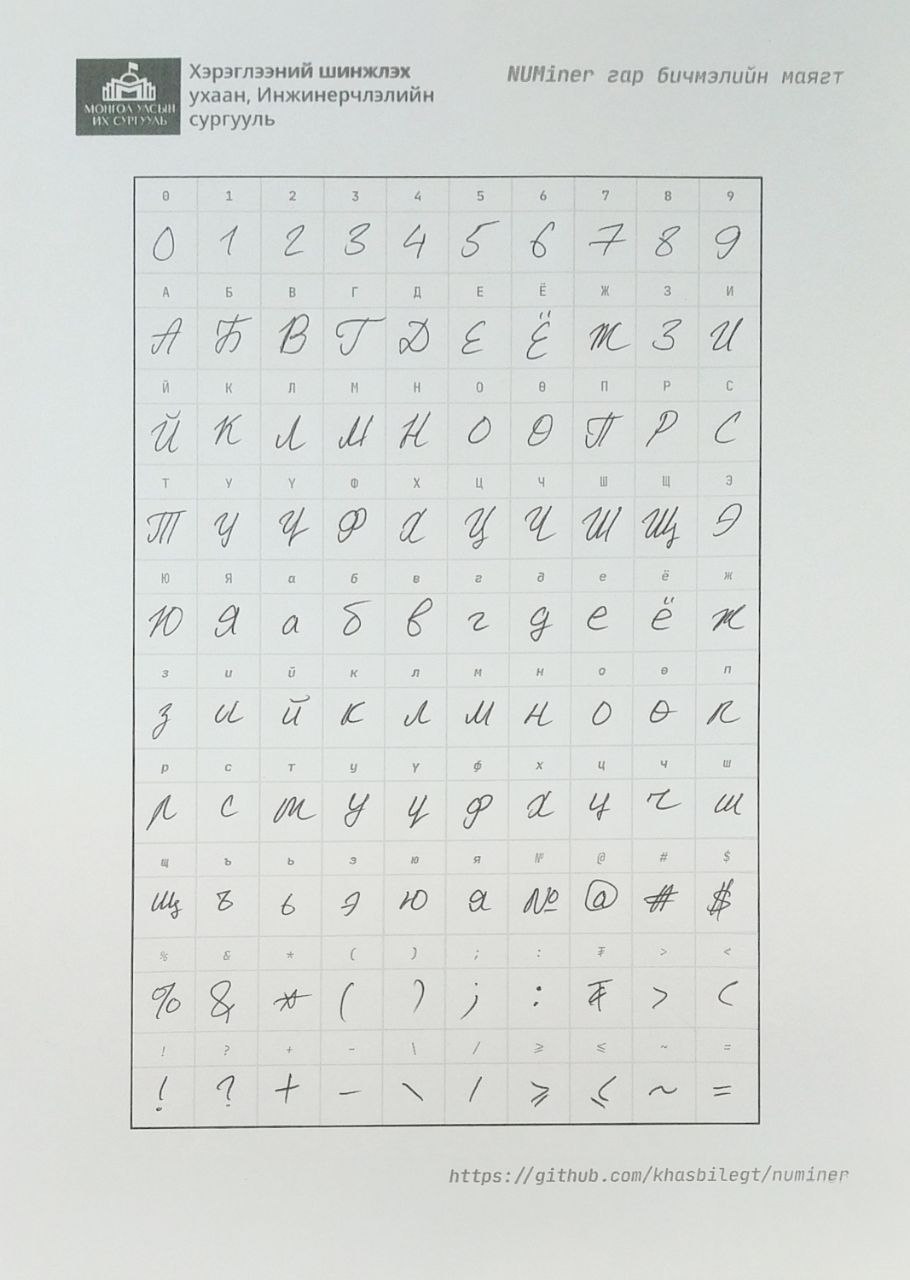 МОНГОЛ УЛСЫН
ИХ СУРГУУЛЬ
Хэрэглээний шинжлэх
ухаан, Инжинерчлэлийн
сургууль
NUMiner гар бичмэлийн маягт
0 1 2 3 4 5 6 7 8 9
0 1 2 3 4 5 6 7 8 9
А Б В Г Д Е Ё Ж З И
А Б В Г Д Е Ё Ж З И
Й К Л М Н О Ө П Р С
Й К Л М Н О Ө П Р С
Т У Ү Ф Х Ц Ч Ш Щ Э
Т У Ү Ф Х Ц Ч Ш Щ Э
Ю Я а б в г д е ё ж
Ю Я а б в г д е ё ж
з и й к л м н о ө п
з и й к л м н о ө п
р с т у ү ф х ц ч ш
р с т у ү ф х ц ч ш
щ ъ ь э ю я № @ # $
щ ъ ь э ю я № @ # $
% & * ( ) ; : ₮ > <
% & * ( ) ; : ₮ > <
! ? + - \ / ⩾ ⩽ ~ =
! ? + - \ / ⩾ ⩽ ~ =
https://github.com/khasbilegt/numiner